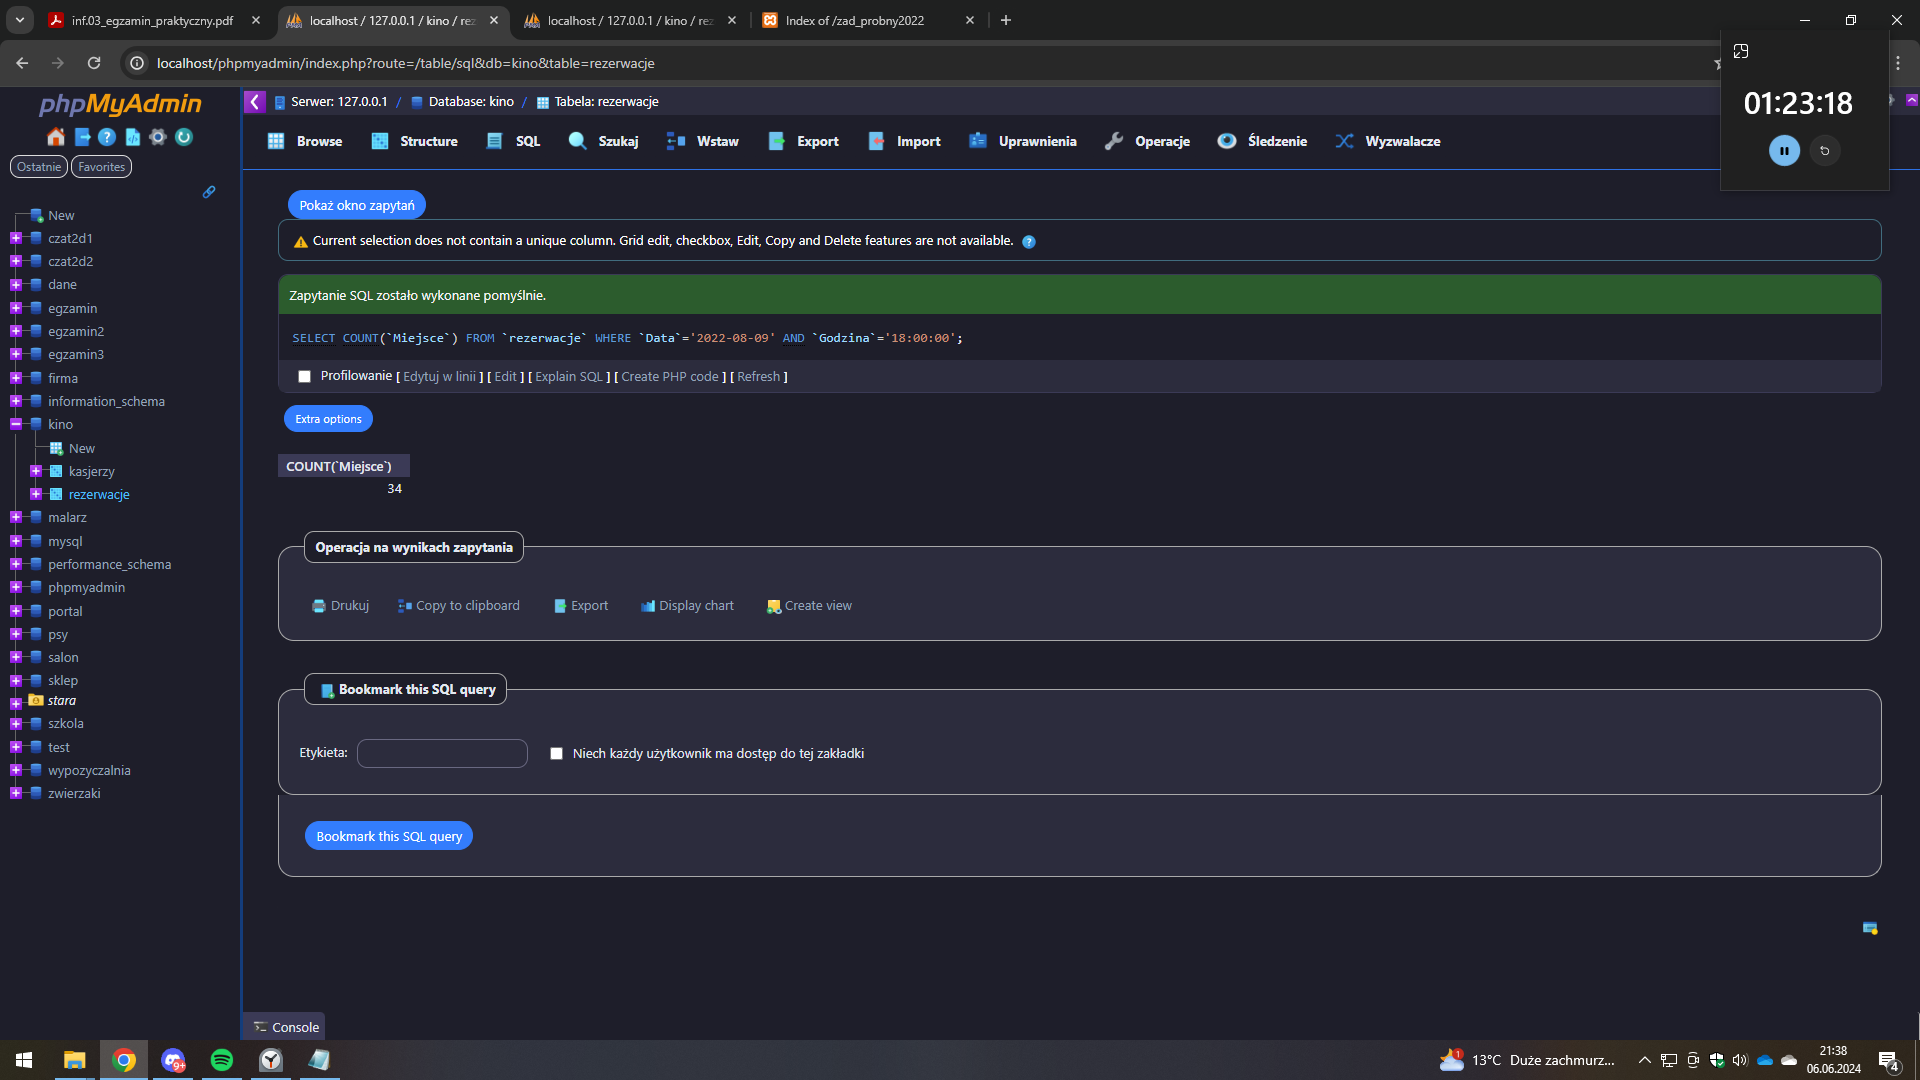 inf.03_egzamin_praktyczny.pdf
localhost / 127.0.0.1 / kino / rez
localhost / 127.0.0.1 / kino / rez
Index of /zad_probny2022
localhost/phpmyadmin/index.php?route=/table/sql&db=kino&table=rezerwacje
01:23:18
phpMyAdmin
Ostatnie
Favorites
New
czat2d1
czat2d2
dane
egzamin
egzamin2
egzamin3
firma
information_schema
kino
New
kasjerzy
rezerwacje
malarz
mysql
performance_schema
phpmyadmin
portal
psy
salon
sklep
stara
szkola
test
wypozyczalnia
zwierzaki
Serwer: 127.0.0.1 / Database: kino / Tabela: rezerwacje
Browse Structure SQL Szukaj Wstaw Export Import Uprawnienia Operacje Śledzenie Wyzwalacze
Pokaż okno zapytań
Current selection does not contain a unique column. Grid edit, checkbox, Edit, Copy and Delete features are not available.
Zapytanie SQL zostało wykonane pomyślnie.
SELECT COUNT(`Miejsce`) FROM `rezerwacje` WHERE `Data`='2022-08-09' AND `Godzina`='18:00:00';
Profilowanie [ Edytuj w linii ] [ Edit ] [ Explain SQL ] [ Create PHP code ] [ Refresh ]
Extra options
COUNT(`Miejsce`)
34
Operacja na wynikach zapytania
Drukuj Copy to clipboard Export Display chart Create view
Bookmark this SQL query
Etykieta: Niech każdy użytkownik ma dostęp do tej zakładki
Bookmark this SQL query
Console
9+
1
13°C Duże zachmurz...
21:38
06.06.2024
4